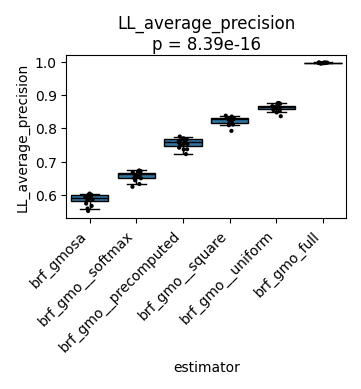 LL_average_precision
p = 8.39e-16
LL_average_precision
1.0
0.9
0.8
0.7
0.6
brf_gmosa
brf_gmo__softmax
brf_gmo__precomputed
brf_gmo__square
brf_gmo__uniform
brf_gmo_full
estimator